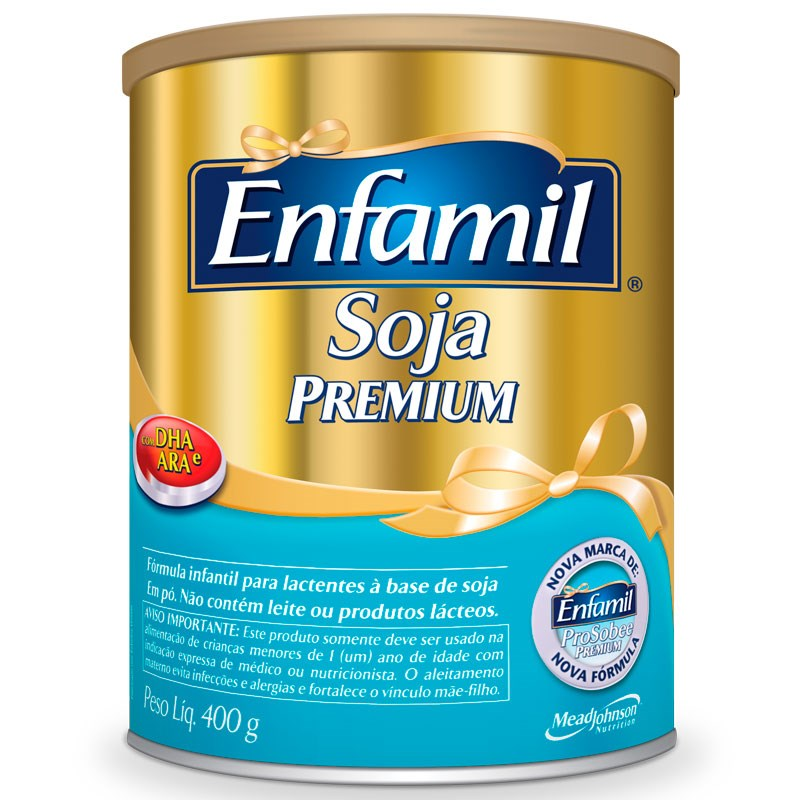 Enfamil
®
Soja
PREMIUM
COM DHA
ARA e
Fórmula infantil para lactentes à base de soja
Em pó. Não contém leite ou produtos lácteos.
AVISO IMPORTANTE: Este produto somente deve ser usado na
alimentação de crianças menores de 1 (um) ano de idade com
indicação expressa de médico ou nutricionista. O aleitamento
materno evita infecções e alergias e fortalece o vínculo mãe-filho.
Peso Líq. 400 g
NOVA MARCA DE:
Enfamil
ProSobee
PREMIUM
NOVA FÓRMULA
MeadJohnson
Nutrition